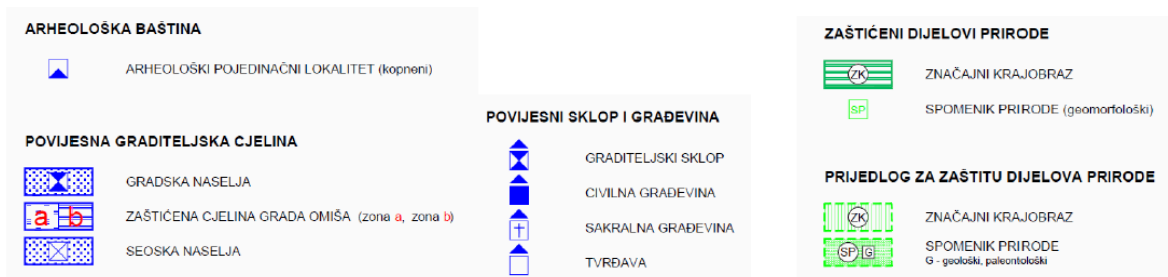 ARHEOLOŠKA BAŠTINA
ARHEOLOŠKI POJEDINAČNI LOKALITET (kopneni)
POVIJESNA GRADITELJSKA CJELINA
GRADSKA NASELJA
a b ZAŠTIĆENA CJELINA GRADA OMIŠA (zona a, zona b)
SEOSKA NASELJA
POVIJESNI SKLOP I GRAĐEVINA
GRADITELJSKI SKLOP
CIVILNA GRAĐEVINA
SAKRALNA GRAĐEVINA
TVRĐAVA
ZAŠTIĆENI DIJELOVI PRIRODE
ZK ZNAČAJNI KRAJOBRAZ
SP SPOMENIK PRIRODE (geomorfološki)
PRIJEDLOG ZA ZAŠTITU DIJELOVA PRIRODE
ZK ZNAČAJNI KRAJOBRAZ
SP G SPOMENIK PRIRODE
G - geološki, paleontološki